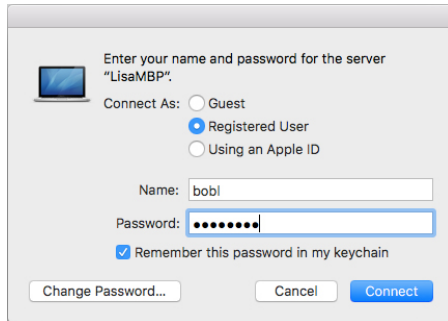 Enter your name and password for the server
“LisaMBP”.
Connect As: Guest
Registered User
Using an Apple ID
Name: bobl
Password: ••••••••
Remember this password in my keychain
Change Password... Cancel Connect